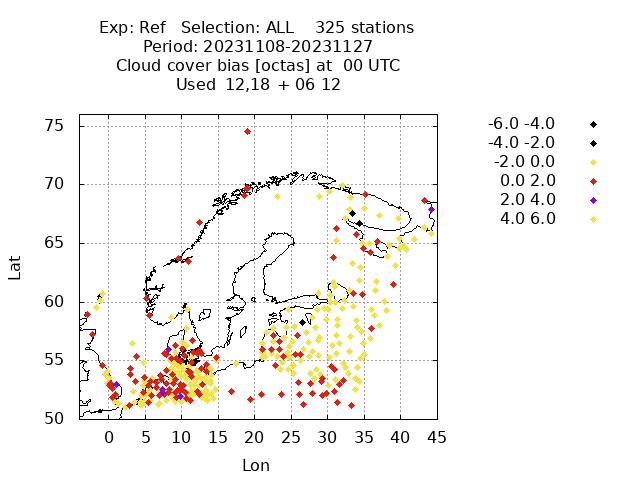 Exp: Ref Selection: ALL 325 stations
Period: 20231108-20231127
Cloud cover bias [octas] at 00 UTC
Used 12,18 + 06 12
-6.0 -4.0
-4.0 -2.0
-2.0 0.0
0.0 2.0
2.0 4.0
4.0 6.0
Lat
75
70
65
60
55
50
0 5 10 15 20 25 30 35 40 45
Lon